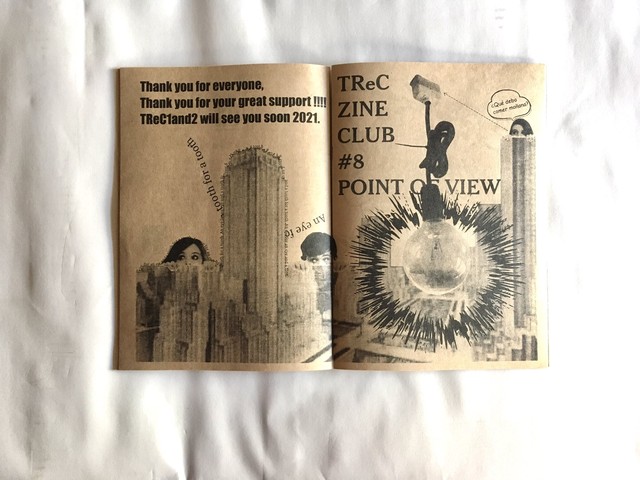 Thank you for everyone,
Thank you for your great support !!!!
TReC1and2 will see you soon 2021.
tooth for a tooth
An eye fo
TReC
ZINE
CLUB
#8
POINT OF VIEW
¿Qué debo
comer mañana?